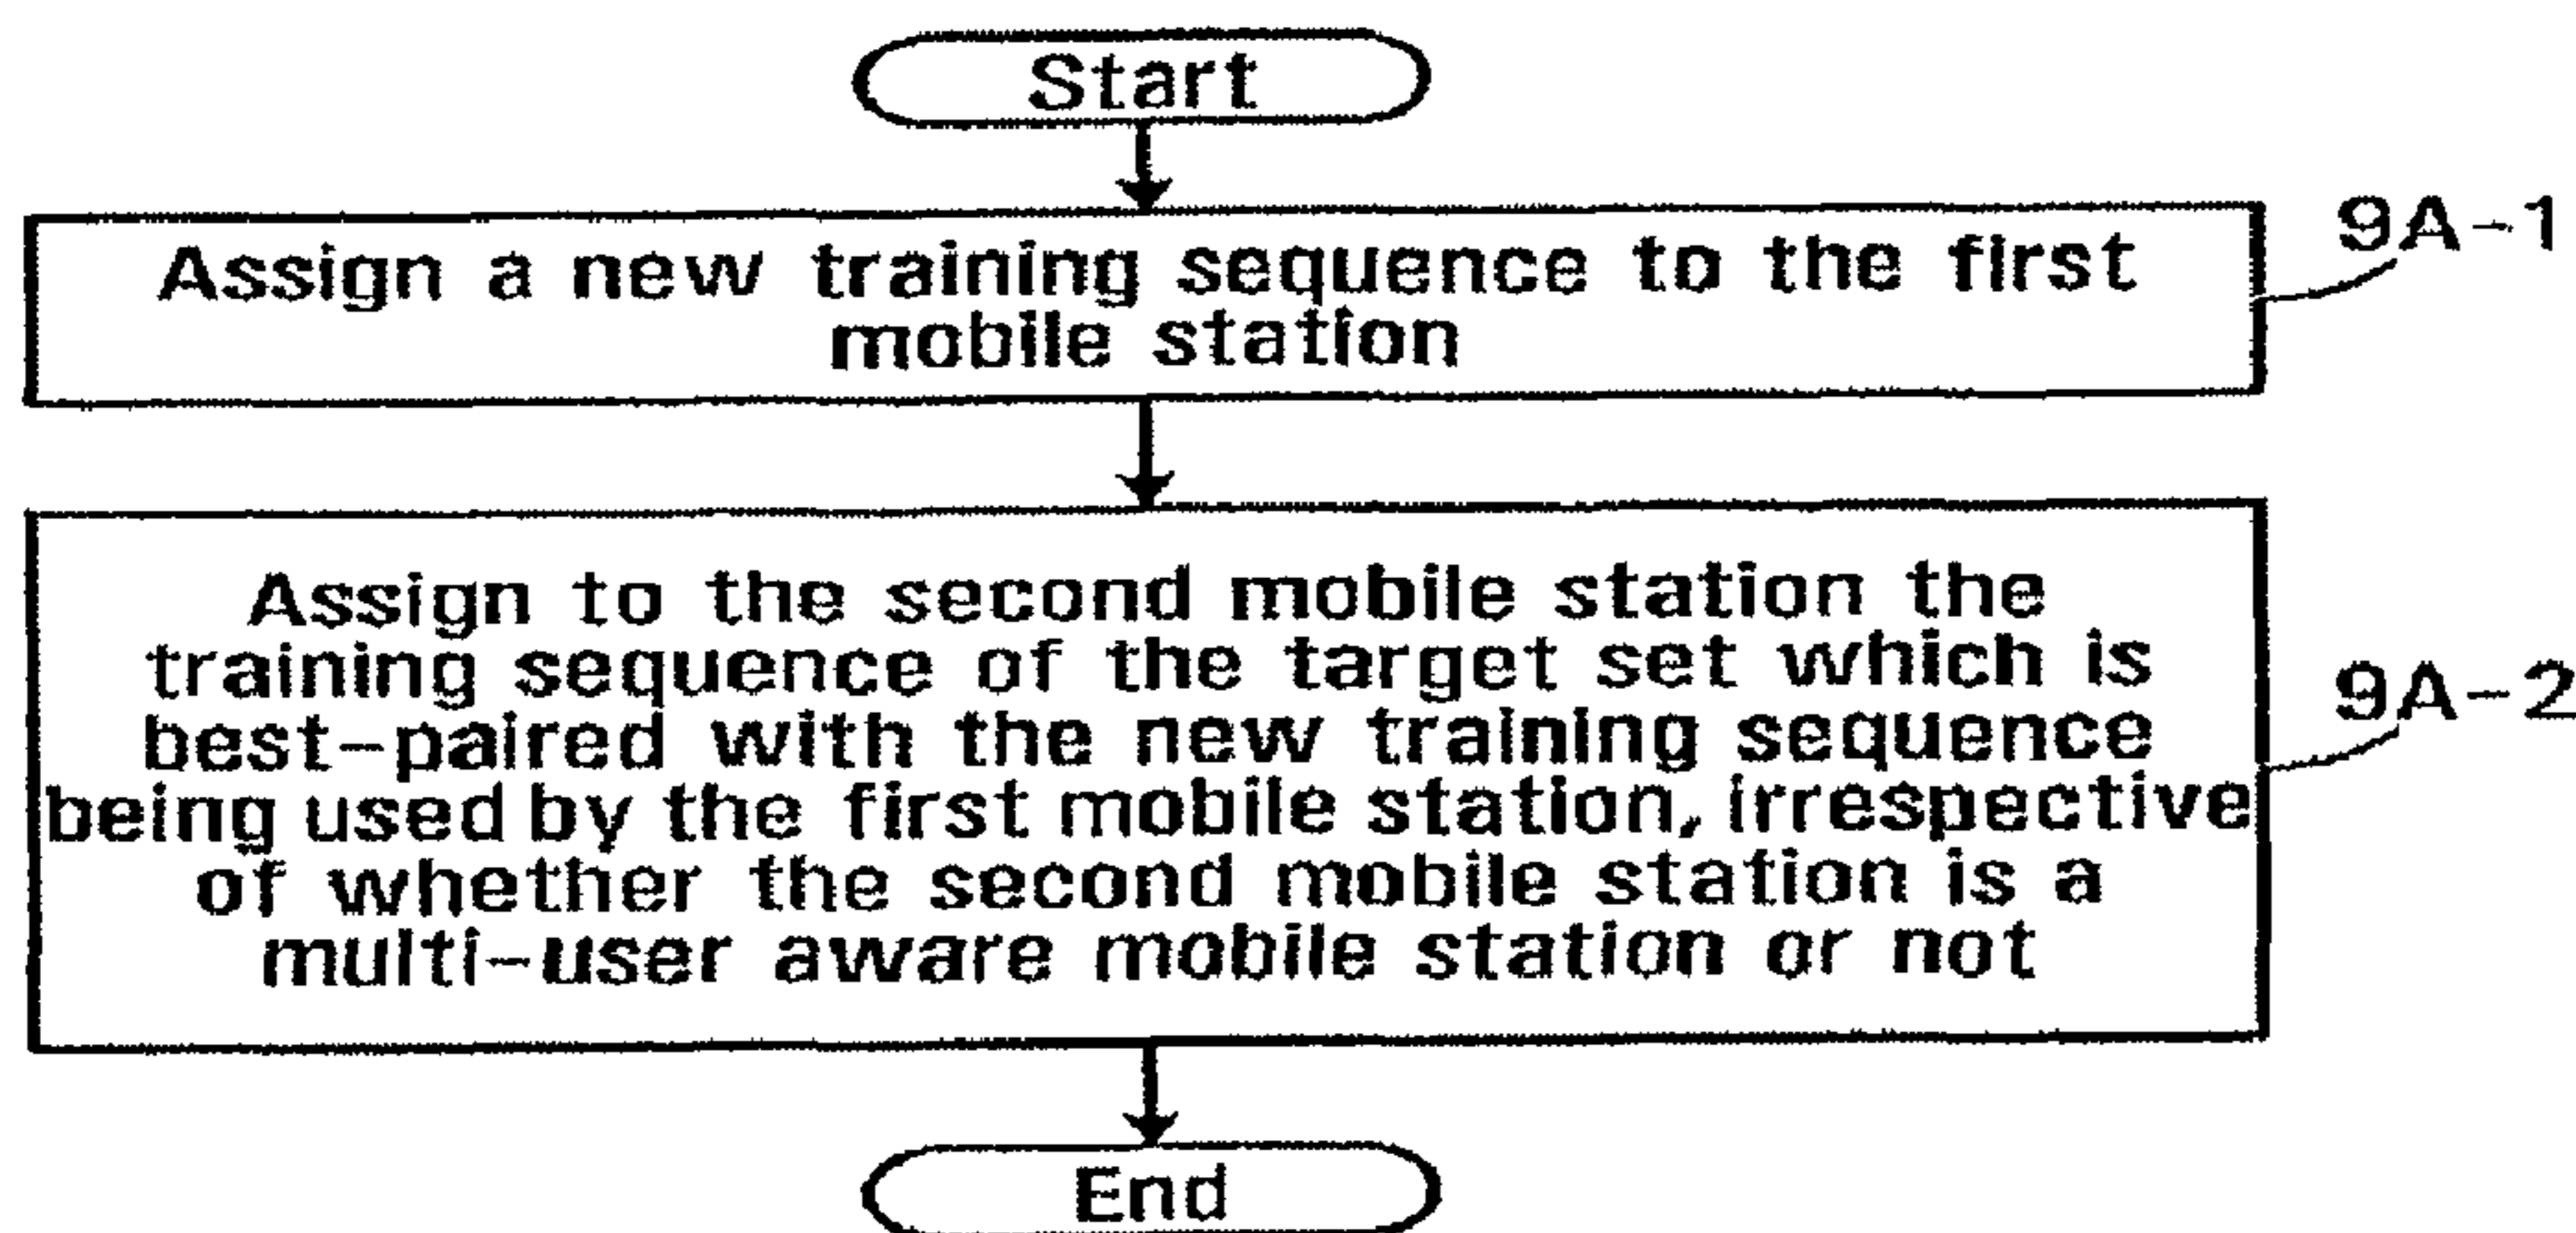 Start
Assign a new training sequence to the first
mobile station
9A-1
Assign to the second mobile station the
training sequence of the target set which is
best-paired with the new training sequence
being used by the first mobile station, irrespective
of whether the second mobile station is a
multi-user aware mobile station or not
9A-2
End